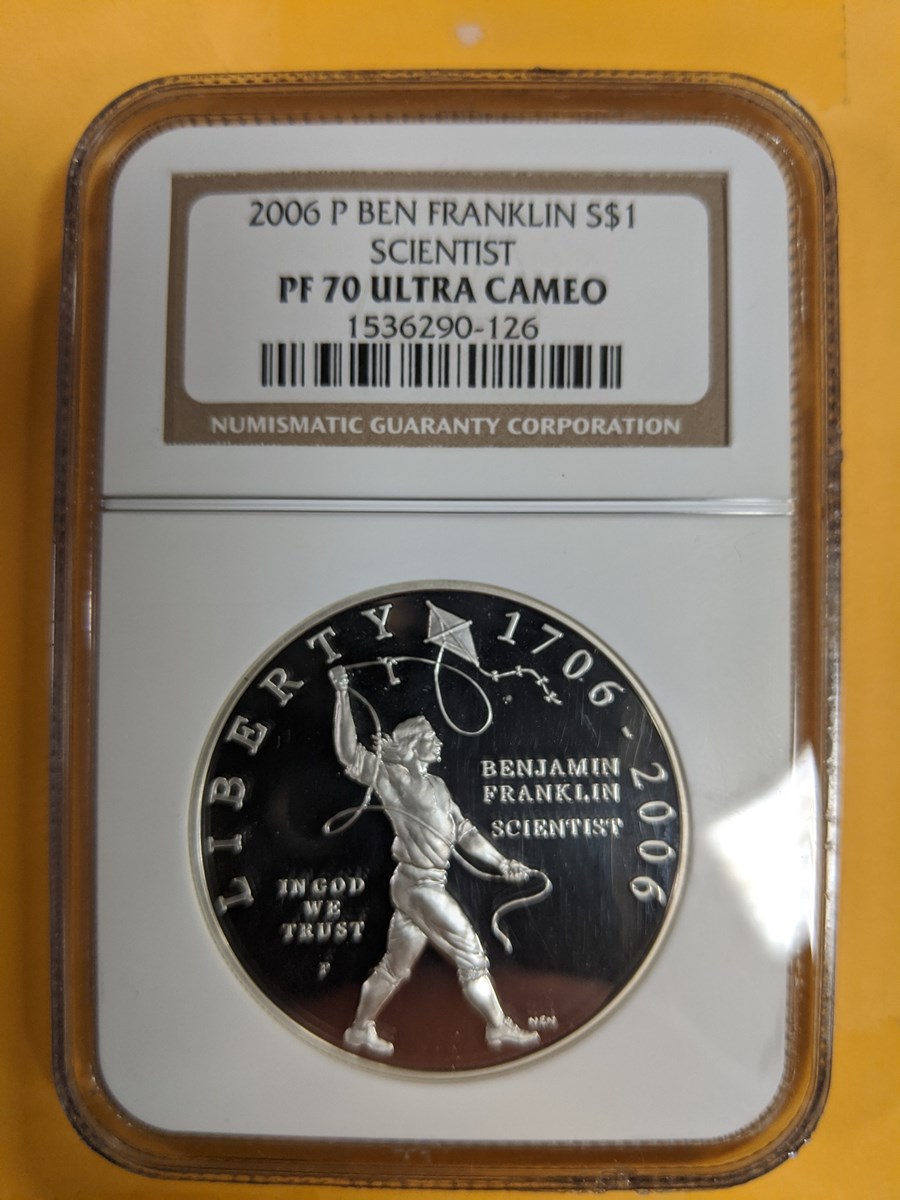 2006 P BEN FRANKLIN S$1
SCIENTIST
PF 70 ULTRA CAMEO
1536290-126
NUMISMATIC GUARANTY CORPORATION
LIBERTY 1706-2006
BENJAMIN
FRANKLIN
SCIENTIST
IN GOD
WE
TRUST
P
NEN